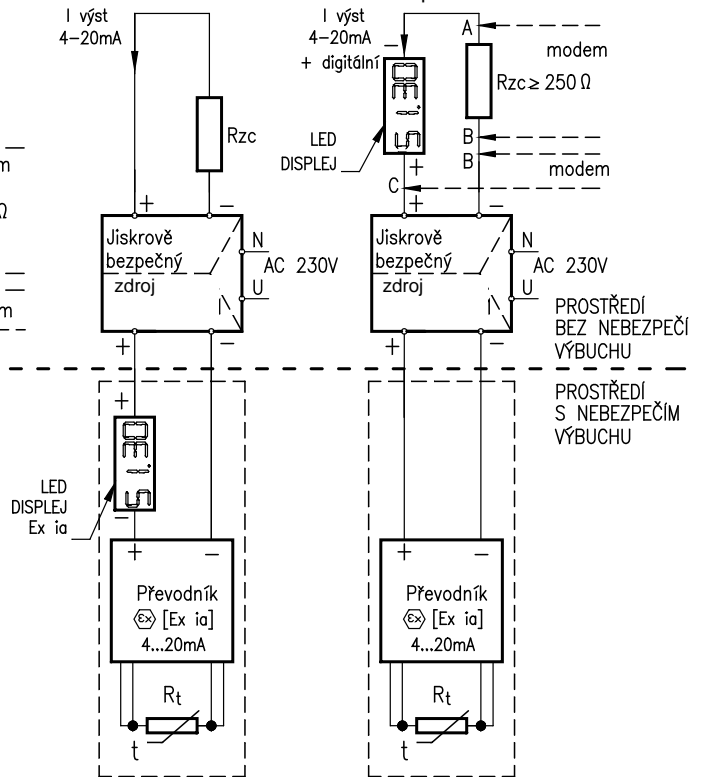 I výst
4–20mA
Rzc
+
–
Jiskrově
bezpečný
zdroj
N
AC 230V
U
+
–
+
LED
DISPLEJ
Ex ia
–
+
–
Převodník
Ex [Ex ia]
4...20mA
Rt
t
I výst
4–20mA
+ digitální
–
A
modem
Rzc ≥ 250 Ω
LED
DISPLEJ
B
B
+
modem
C
+
–
Jiskrově
bezpečný
zdroj
N
AC 230V
U
+
–
PROSTŘEDÍ
BEZ NEBEZPEČÍ
VÝBUCHU
PROSTŘEDÍ
S NEBEZPEČÍM
VÝBUCHU
+
–
Převodník
Ex [Ex ia]
4...20mA
Rt
t
m
Ω
m